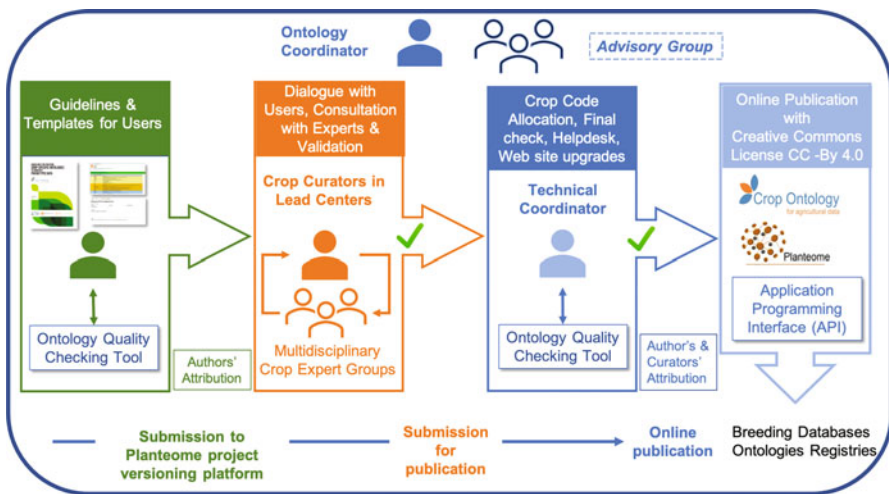 Ontology
Coordinator
Advisory Group
Guidelines &
Templates for Users
Ontology Quality
Checking Tool
Authors'
Attribution
Dialogue with
Users, Consultation
with Experts &
Validation
Crop Curators in
Lead Centers
Multidisciplinary
Crop Expert Groups
Crop Code
Allocation, Final
check, Helpdesk,
Web site upgrades
Technical
Coordinator
Ontology Quality
Checking Tool
Author's &
Curators'
Attribution
Online Publication
with
Creative Commons
License CC -By 4.0
Crop Ontology
for agricultural data
Planteome
Application
Programming
Interface (API)
Submission to
Planteome project
versioning platform
Submission
for
publication
Online
publication
Breeding Databases
Ontologies Registries